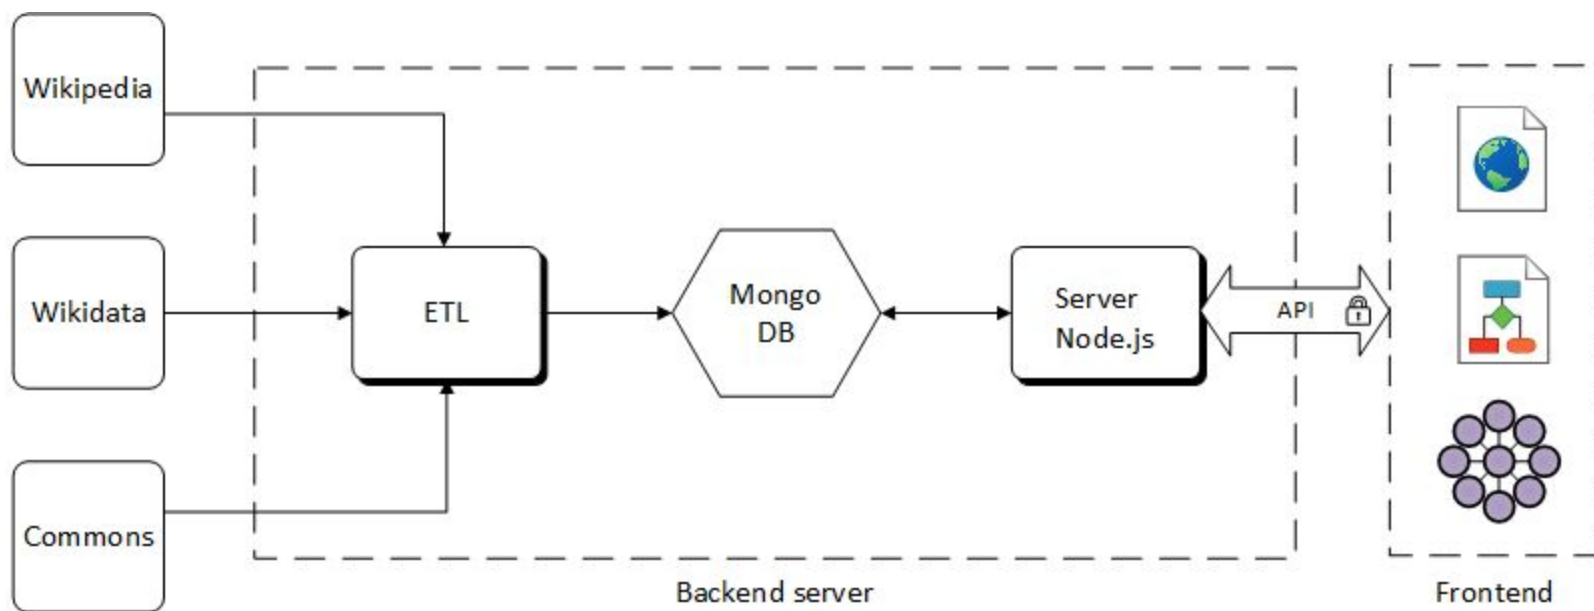 Wikipedia
Wikidata
Commons
ETL
Mongo
DB
Server
Node.js
API
Backend server
Frontend